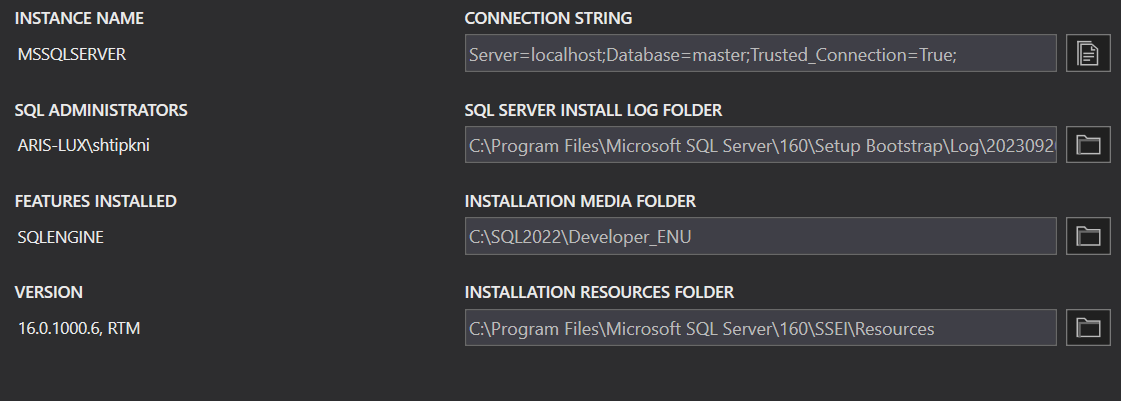 INSTANCE NAME
MSSQLSERVER
CONNECTION STRING
Server=localhost;Database=master;Trusted_Connection=True;
SQL ADMINISTRATORS
ARIS-LUX\shtipkni
SQL SERVER INSTALL LOG FOLDER
C:\Program Files\Microsoft SQL Server\160\Setup Bootstrap\Log\2023092
FEATURES INSTALLED
SQLENGINE
INSTALLATION MEDIA FOLDER
C:\SQL2022\Developer_ENU
VERSION
16.0.1000.6, RTM
INSTALLATION RESOURCES FOLDER
C:\Program Files\Microsoft SQL Server\160\SSEI\Resources